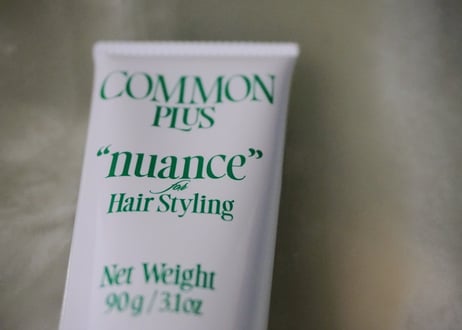 COMMON
PLUS
“nuance”
for
Hair Styling
Net Weight
90g / 3.1oz